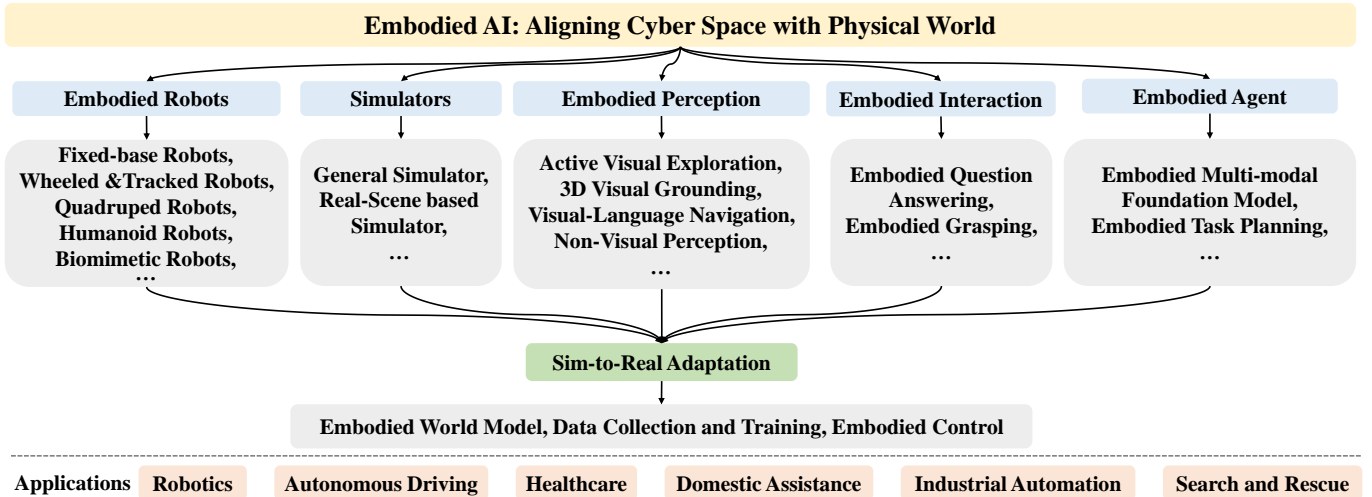 Embodied AI: Aligning Cyber Space with Physical World
Embodied Robots
Simulators
Embodied Perception
Embodied Interaction
Embodied Agent
Fixed-base Robots,
Wheeled &Tracked Robots,
Quadruped Robots,
Humanoid Robots,
Biomimetic Robots,
…
General Simulator,
Real-Scene based
Simulator,
…
Active Visual Exploration,
3D Visual Grounding,
Visual-Language Navigation,
Non-Visual Perception,
…
Embodied Question
Answering,
Embodied Grasping,
…
Embodied Multi-modal
Foundation Model,
Embodied Task Planning,
…
Sim-to-Real Adaptation
Embodied World Model, Data Collection and Training, Embodied Control
Applications
Robotics
Autonomous Driving
Healthcare
Domestic Assistance
Industrial Automation
Search and Rescue